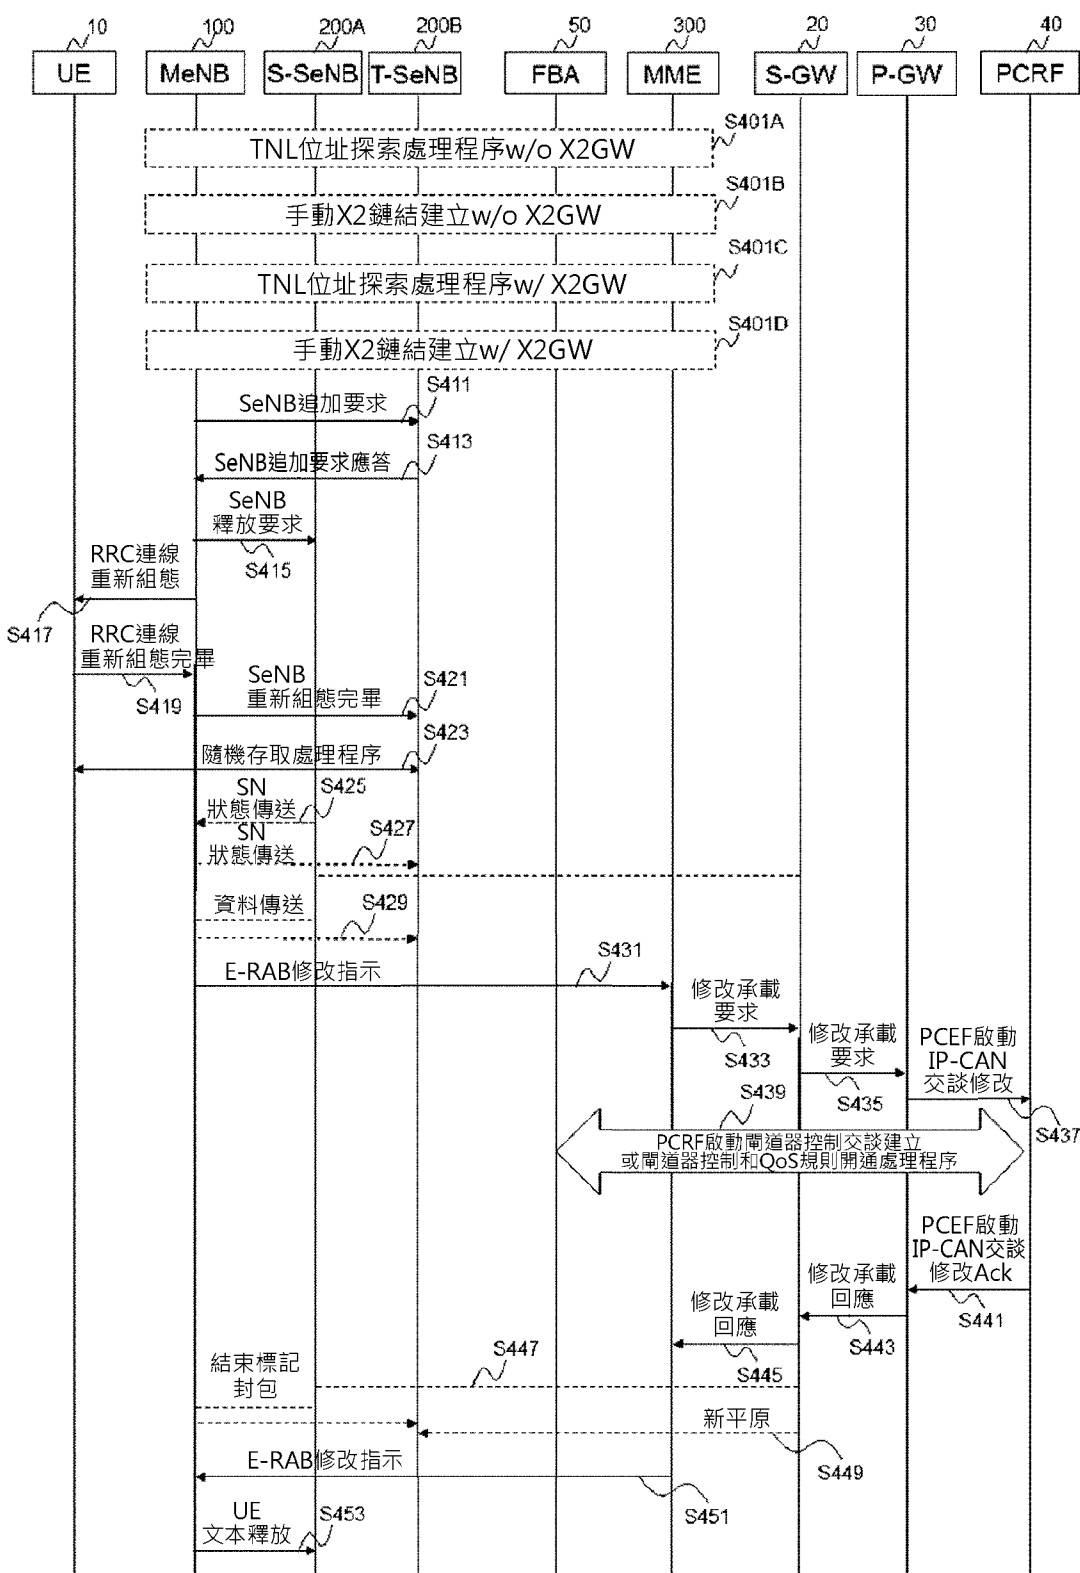 10 100 200A 200B 50 300 20 30 40
UE MeNB S-SeNB T-SeNB FBA MME S-GW P-GW PCRF
S401A
TNL位址探索處理程序w/o X2GW
S401B
手動X2鏈結建立w/o X2GW
S401C
TNL位址探索處理程序w/ X2GW
S401D
手動X2鏈結建立w/ X2GW
S411
SeNB追加要求
S413
SeNB追加要求應答
SeNB
釋放要求
S415
RRC連線
重新組態
S417
RRC連線
重新組態完畢
S419
SeNB
重新組態完畢
S421
S423
隨機存取處理程序
SN
狀態傳送
S425
SN
狀態傳送
S427
資料傳送
S429
E-RAB修改指示
S431
修改承載
要求
S433
修改承載
要求
S435
PCEF啟動
IP-CAN
交談修改
S437
S439
PCRF啟動閘道器控制交談建立
或閘道器控制和QoS規則開通處理程序
PCEF啟動
IP-CAN交談
修改Ack
S441
修改承載
回應
S443
修改承載
回應
S445
S447
結束標記
封包
新平原
S449
E-RAB修改指示
S451
UE
文本釋放
S453